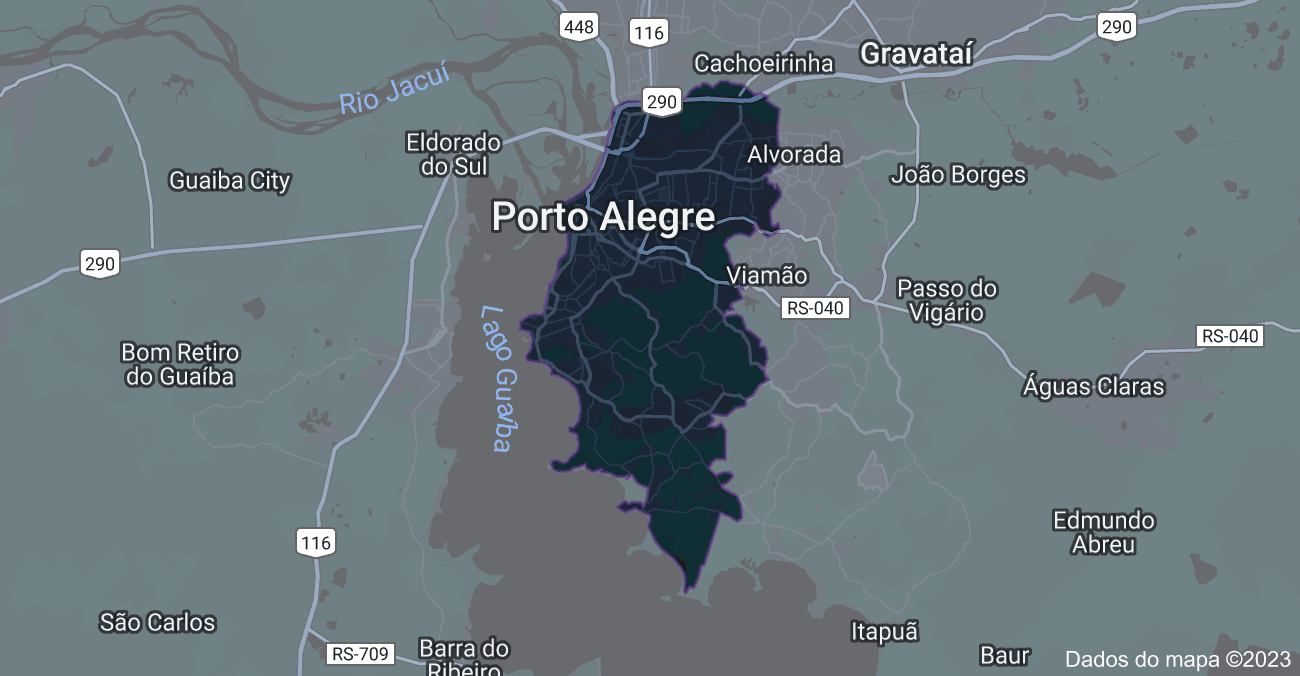 448
116
290
Gravataí
Cachoeirinha
Rio Jacuí
290
Eldorado
do Sul
Alvorada
Guaiba City
João Borges
Porto Alegre
290
Viamão
Passo do
Vigário
RS-040
Lago Guaíba
RS-040
Bom Retiro
do Guaíba
Águas Claras
Edmundo
Abreu
116
São Carlos
Itapuã
RS-709
Barra do
Ribeiro
Baur
Dados do mapa ©2023